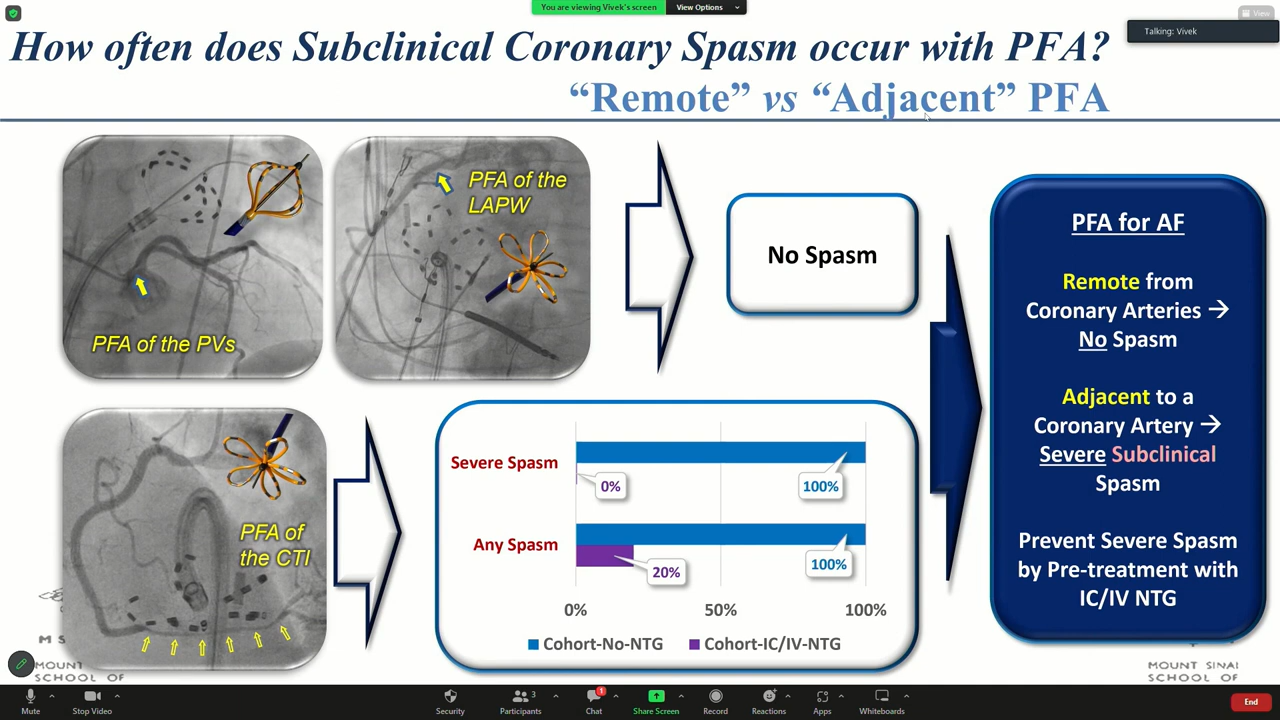 You are viewing Vivek's screen
View Options
View
Talking: Vivek
How often does Subclinical Coronary Spasm occur with PFA?
“Remote” vs “Adjacent” PFA
PFA of the PVs
PFA of the
LAPW
No Spasm
PFA of
the CTI
Severe Spasm
0%
100%
Any Spasm
20%
100%
0%
50%
100%
Cohort-No-NTG
Cohort-IC/IV-NTG
PFA for AF
Remote from
Coronary Arteries →
No Spasm
Adjacent to a
Coronary Artery →
Severe Subclinical
Spasm
Prevent Severe Spasm
by Pre-treatment with
IC/IV NTG
MOUNT
SCHOOL OF
MOUNT SINAI
SCHOOL OF
Mute
Stop Video
Security
3
Participants
1
Chat
Share Screen
Record
Reactions
Apps
Whiteboards
End